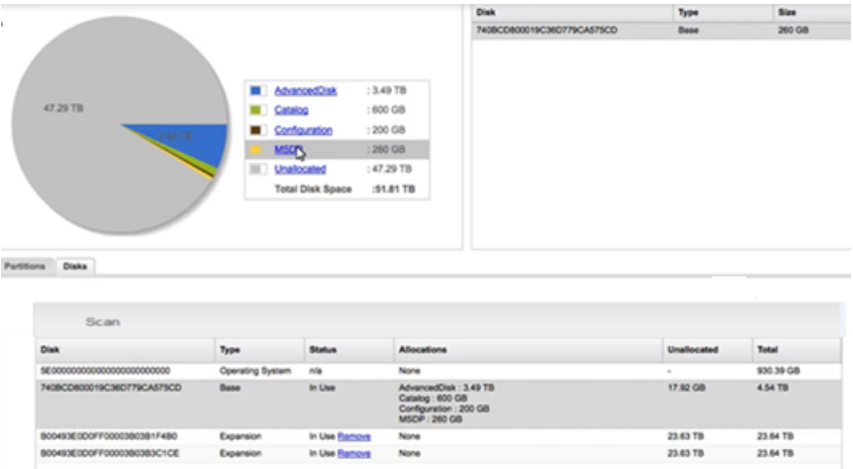 Disk Type Size
740BCD800019C36D779CA575CD Base 260 GB
47.29 TB
AdvancedDisk : 3.49 TB
Catalog : 600 GB
Configuration : 200 GB
MSDP : 260 GB
Unallocated : 47.29 TB
Total Disk Space :51.81 TB
Partitions Disks
Scan
Disk Type Status Allocations Unallocated Total
Operating System n/a None - 930.39 GB
740BCD800019C36D779CA575CD Base In Use AdvancedDisk : 3.49 TB 17.92 GB 4.54 TB
Catalog : 600 GB
Configuration : 200 GB
MSDP : 260 GB
B00493E0D0FF00003B03B1F4B0 Expansion In Use Remove None 23.63 TB 23.64 TB
B00493E0D0FF00003B03B3C1CE Expansion In Use Remove None 23.63 TB 23.64 TB